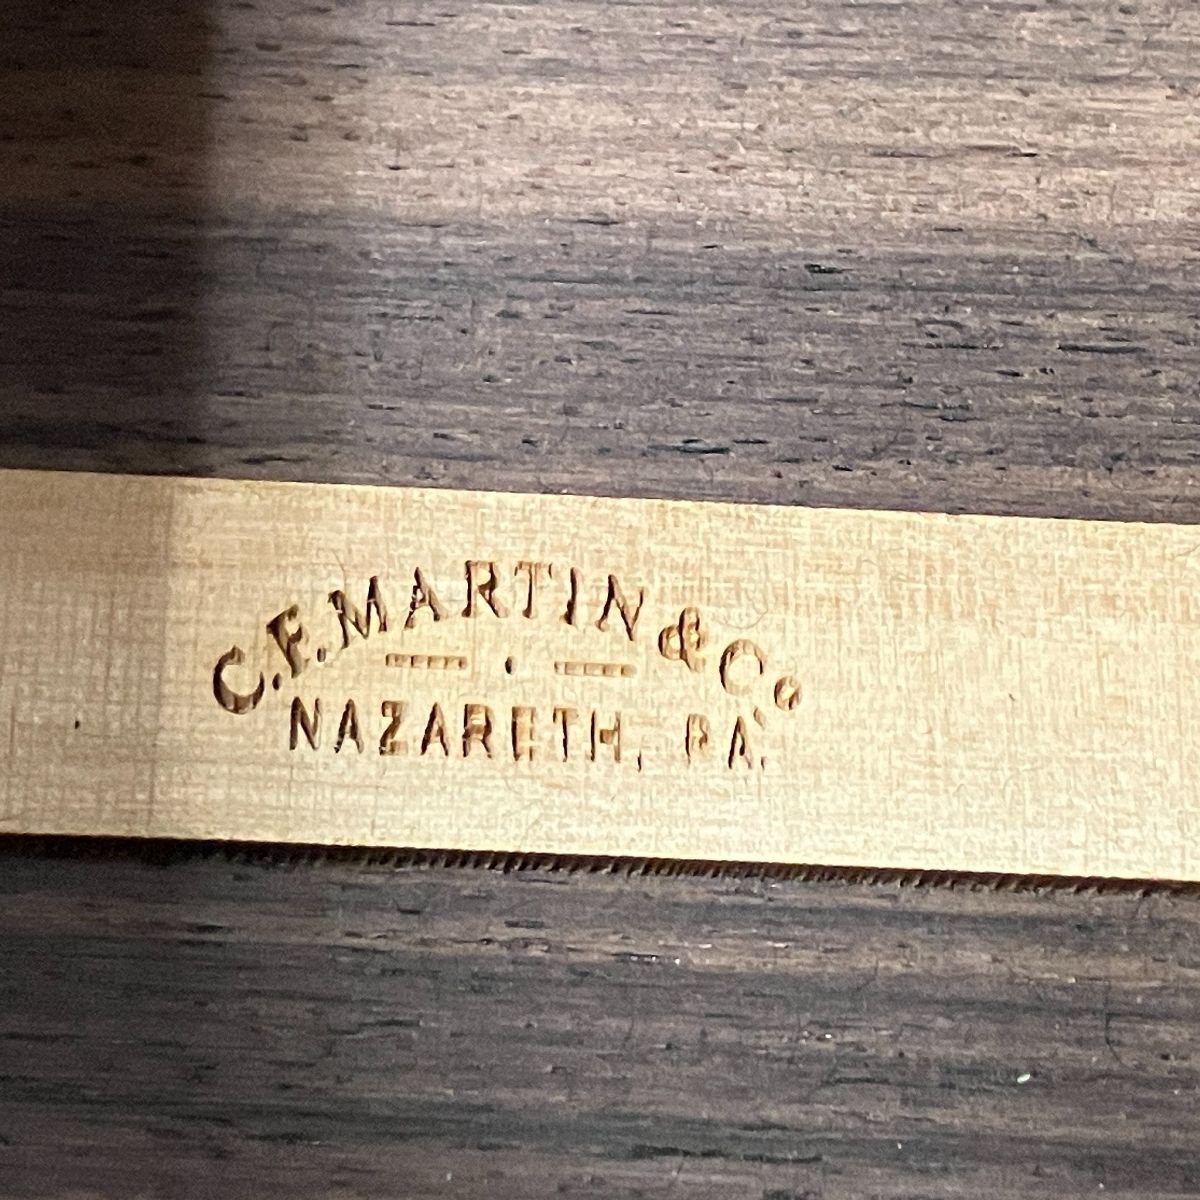 C.F. MARTIN & Co
NAZARETH, PA.